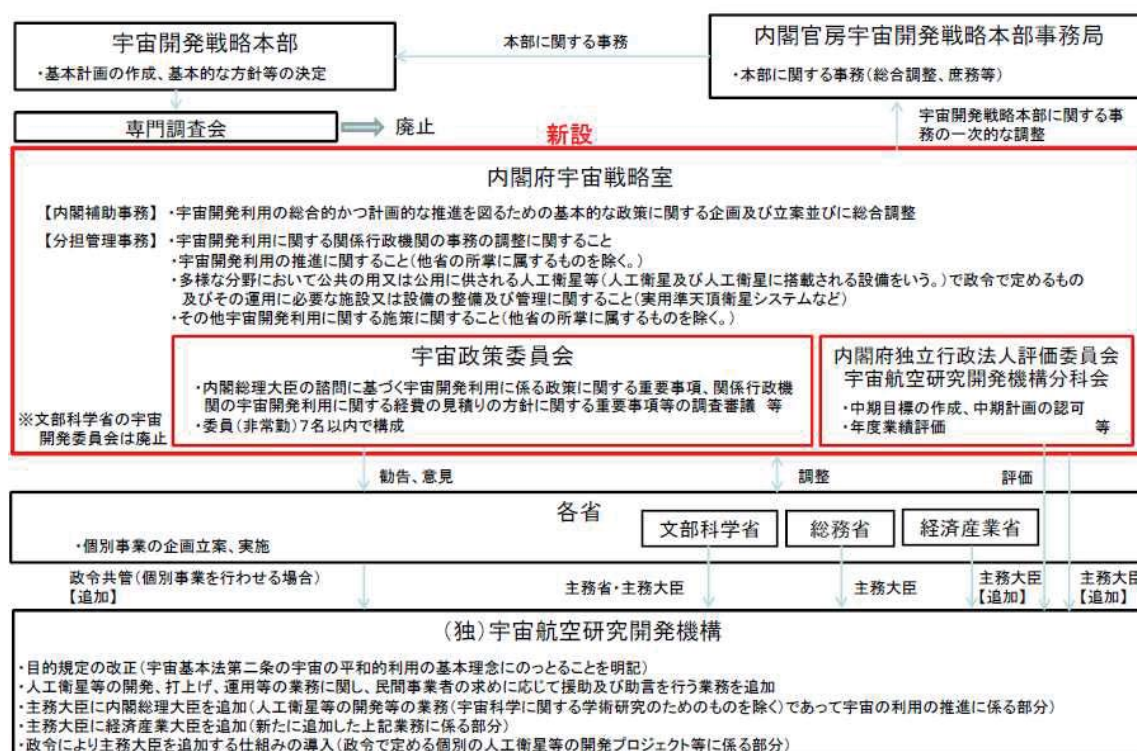 宇宙開発戦略本部
・基本計画の作成、基本的な方針等の決定
本部に関する事務
内閣官房宇宙開発戦略本部事務局
・本部に関する事務(総合調整、庶務等)
専門調査会
廃止
宇宙開発戦略本部に関する事
務の一次的な調整
新設
内閣府宇宙戦略室
【内閣補助事務】・宇宙開発利用の総合的かつ計画的な推進を図るための基本的な政策に関する企画及び立案並びに総合調整
【分担管理事務】・宇宙開発利用に関する関係行政機関の事務の調整に関すること
・宇宙開発利用の推進に関すること(他省の所掌に属するものを除く。)
・多様な分野において公共の用又は公用に供される人工衛星等(人工衛星及び人工衛星に搭載される設備をいう。)で政令で定めるもの
及びその運用に必要な施設又は設備の整備及び管理に関すること(実用準天頂衛星システムなど)
・その他宇宙開発利用に関する施策に関すること(他省の所掌に属するものを除く。)
宇宙政策委員会
・内閣総理大臣の諮問に基づく宇宙開発利用に係る政策に関する重要事項、関係行政機
関の宇宙開発利用に関する経費の見積りの方針に関する重要事項等の調査審議 等
・委員(非常勤)7名以内で構成
内閣府独立行政法人評価委員会
宇宙航空研究開発機構分科会
・中期目標の作成、中期計画の認可
・年度業績評価 等
※文部科学省の宇宙
開発委員会は廃止
勧告、意見
調整
評価
各省
・個別事業の企画立案、実施
文部科学省
総務省
経済産業省
政令共管(個別事業を行わせる場合)
【追加】
主務省・主務大臣
主務大臣
主務大臣
【追加】
主務大臣
【追加】
(独)宇宙航空研究開発機構
・目的規定の改正(宇宙基本法第二条の宇宙の平和的利用の基本理念にのっとることを明記)
・人工衛星等の開発、打上げ、運用等の業務に関し、民間事業者の求めに応じて援助及び助言を行う業務を追加
・主務大臣に内閣総理大臣を追加(人工衛星等の開発等の業務(宇宙科学に関する学術研究のためのものを除く)であって宇宙の利用の推進に係る部分)
・主務大臣に経済産業大臣を追加(新たに追加した上記業務に係る部分)
・政令により主務大臣を追加する仕組みの導入(政令で定める個別の人工衛星等の開発プロジェクト等に係る部分)